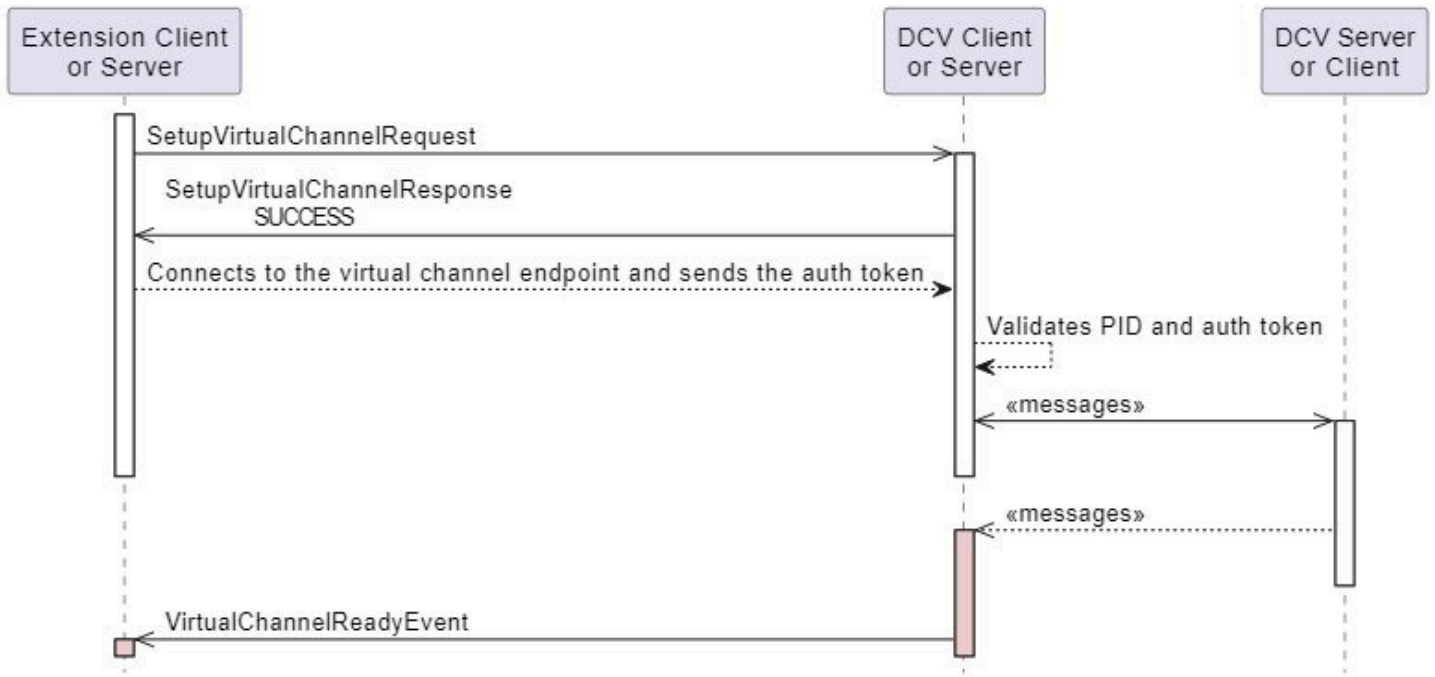 Extension Client
or Server
DCV Client
or Server
DCV Server
or Client
SetupVirtualChannelRequest
SetupVirtualChannelResponse
SUCCESS
Connects to the virtual channel endpoint and sends the auth token
Validates PID and auth token
«messages»
«messages»
VirtualChannelReadyEvent